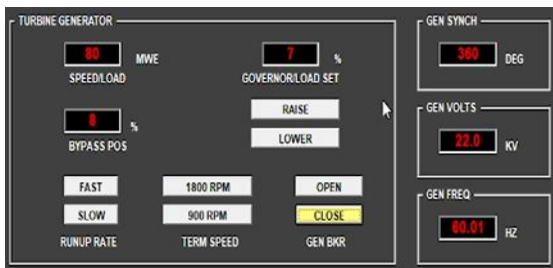 TURBINE GENERATOR
80 MWE
SPEED/LOAD
7 %
GOVERNOR/LOAD SET
RAISE
LOWER
8 %
BYPASS POS
FAST
SLOW
RUNUP RATE
1800 RPM
900 RPM
TERM SPEED
OPEN
CLOSE
GEN BKR
GEN SYNCH
360 DEG
GEN VOLTS
22.0 KV
GEN FREQ
60.01 HZ